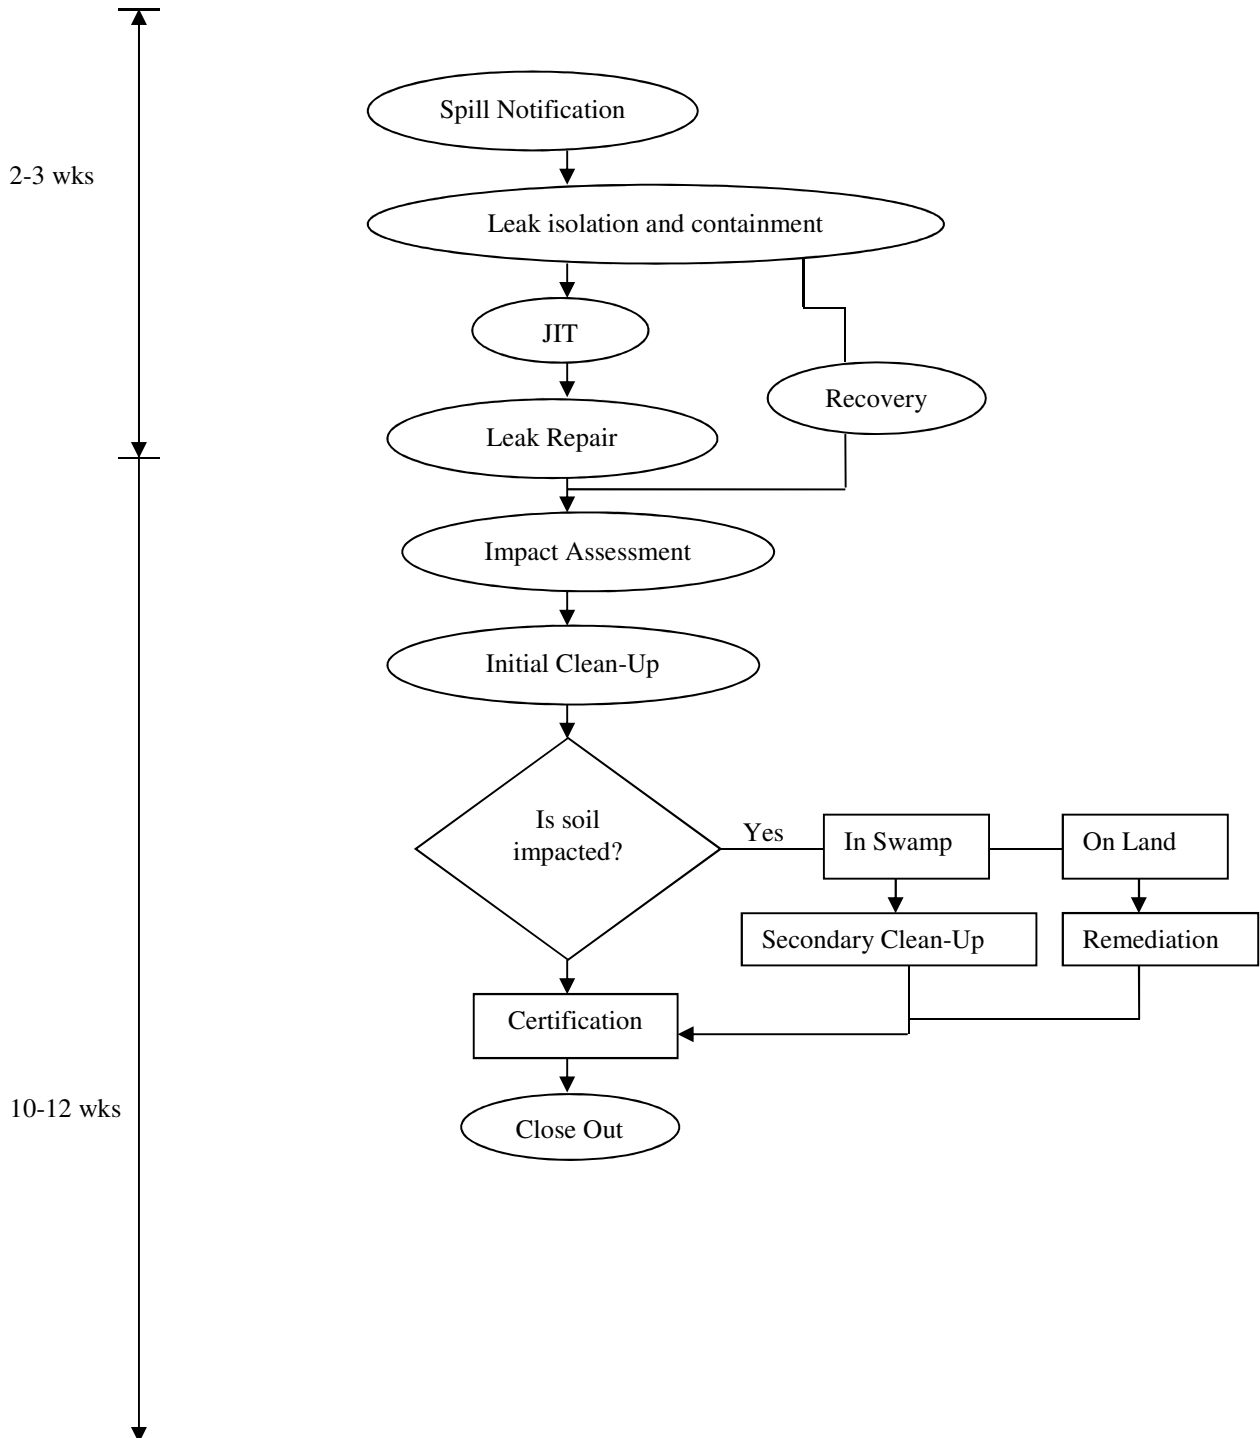 Spill Notification
2-3 wks
Leak isolation and containment
JIT
Recovery
Leak Repair
Impact Assessment
Initial Clean-Up
Is soil
impacted?
Yes
In Swamp
On Land
Secondary Clean-Up
Remediation
Certification
10-12 wks
Close Out